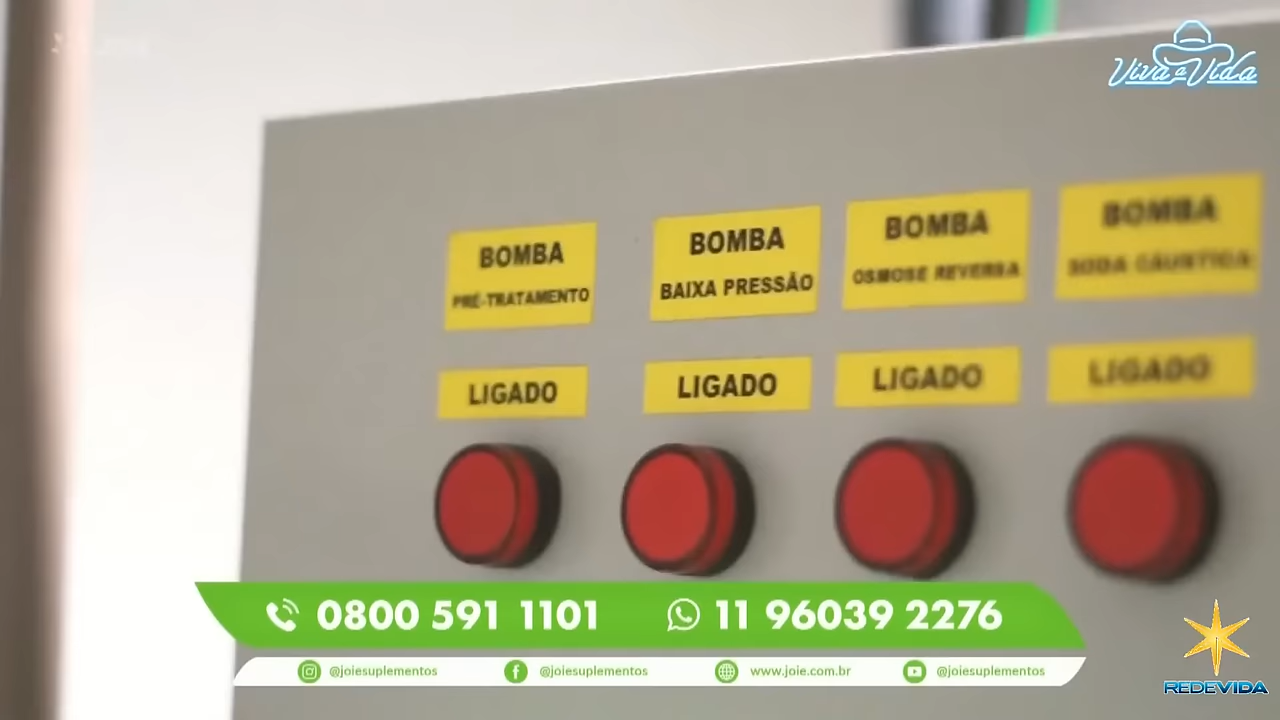 Viva a Vida
BOMBA
PRÉ-TRATAMENTO
BOMBA
BAIXA PRESSÃO
BOMBA
OSMOSE REVERSA
BOMBA
SODA CÁUSTICA
LIGADO
LIGADO
LIGADO
LIGADO
0800 591 1101
11 96039 2276
@joiesuplementos
@joiesuplementos
www.joie.com.br
@joiesuplementos
REDEVIDA